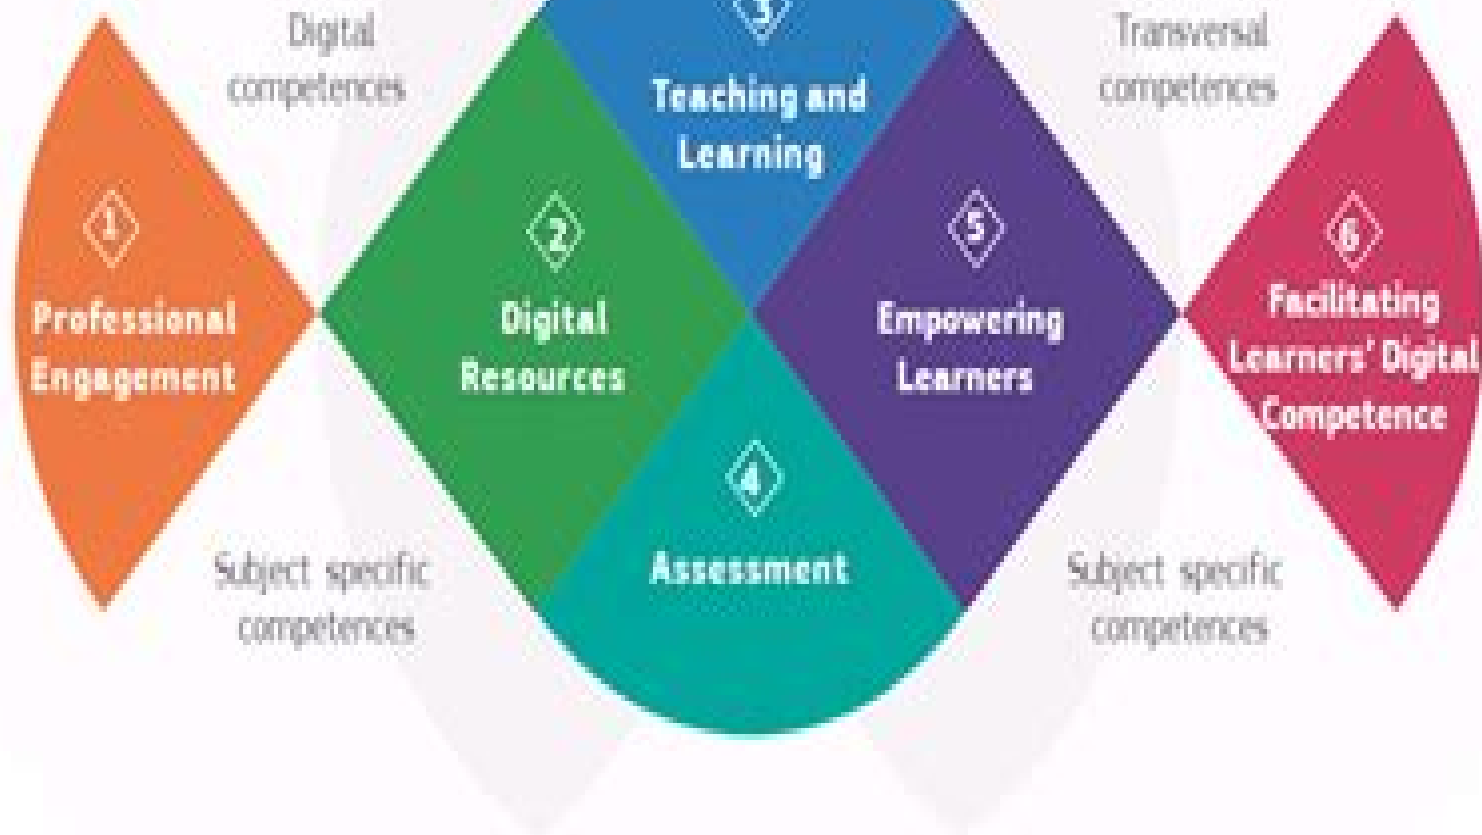 Digital
competences
3
Teaching and
Learning
Transversal
competences
1
Professional
Engagement
2
Digital
Resources
5
Empowering
Learners
6
Facilitating
Learners' Digital
Competence
4
Assessment
Subject specific
competences
Subject specific
competences